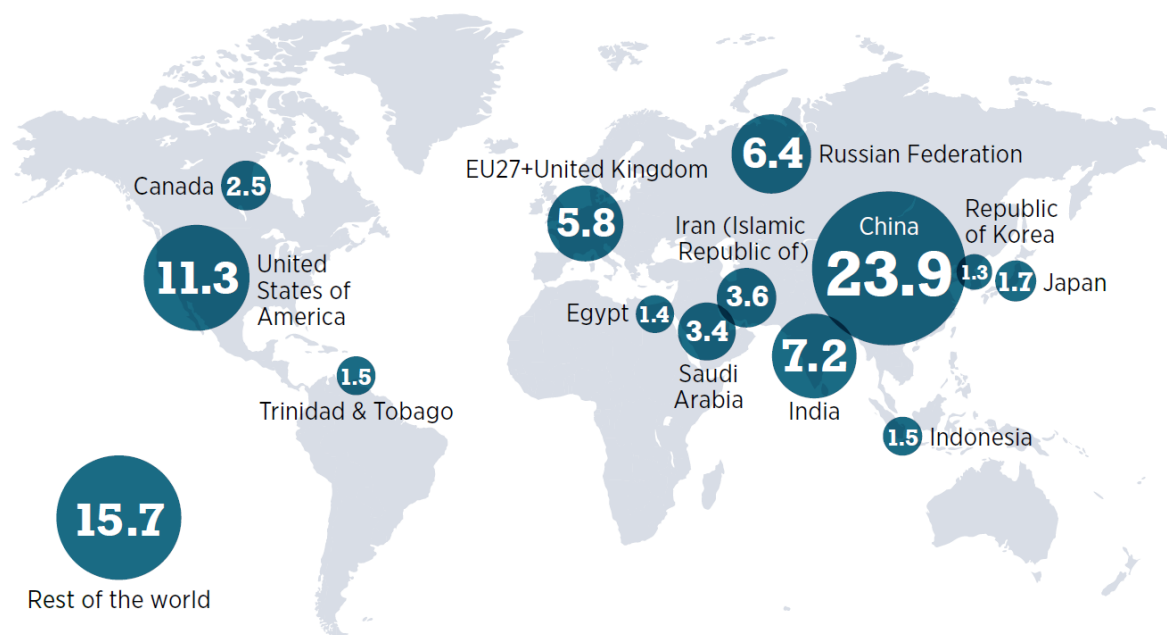 Canada
2.5
11.3
United
States of
America
1.5
Trinidad & Tobago
15.7
Rest of the world
EU27+United Kingdom
5.8
6.4
Russian Federation
Iran (Islamic
Republic of)
3.6
Egypt
1.4
3.4
Saudi
Arabia
China
23.9
Republic
of Korea
1.3
1.7
Japan
7.2
India
1.5
Indonesia